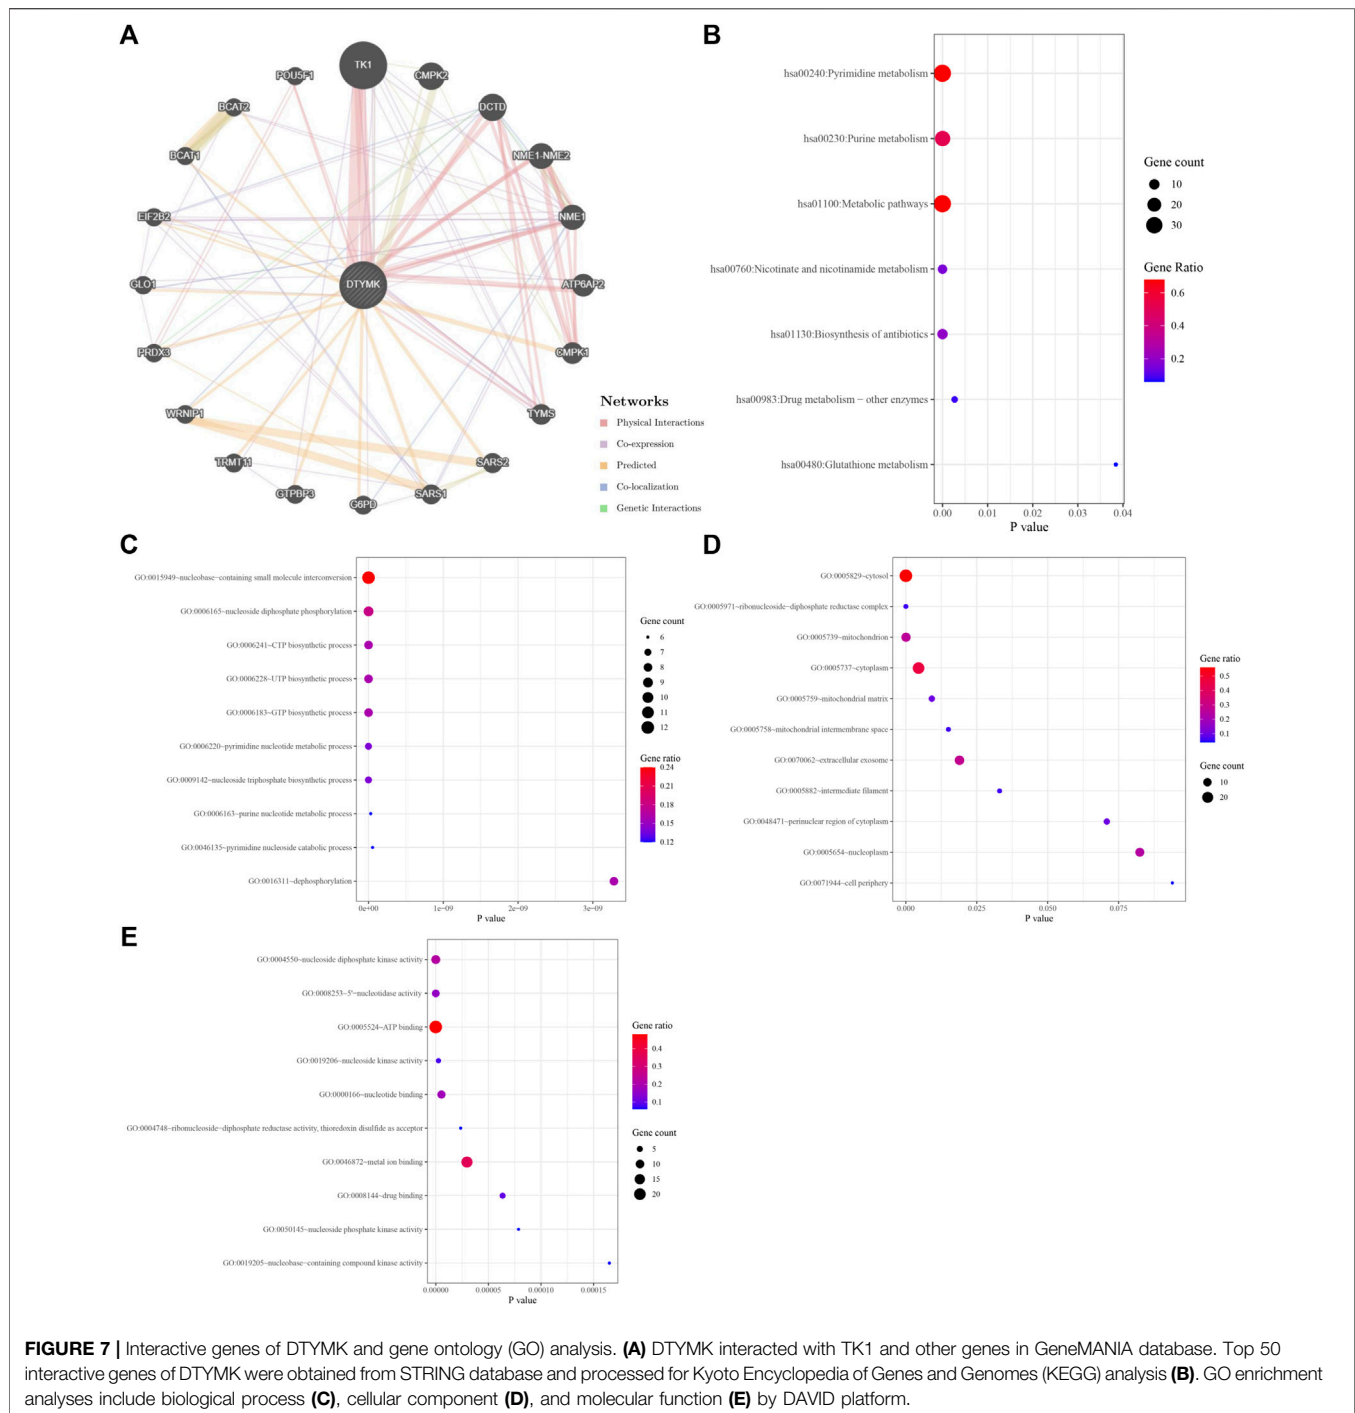 A
TK1
CMPK2
POU5F1
DCTD
BCAT2
NME1-NME2
BCAT1
NME1
EIF2B2
ATP6AP2
GLO1
DTYMK
CMPK1
PRDX3
TYMS
WRNIP1
SARS2
TRMT11
SARS1
GTPBP3
G6PD
Networks
Physical Interactions
Co-expression
Predicted
Co-localization
Genetic Interactions
B
hsa00240:Pyrimidine metabolism
hsa00230:Purine metabolism
hsa01100:Metabolic pathways
hsa00760:Nicotinate and nicotinamide metabolism
hsa01130:Biosynthesis of antibiotics
hsa00983:Drug metabolism − other enzymes
hsa00480:Glutathione metabolism
0.00 0.01 0.02 0.03 0.04
P value
Gene count
10
20
30
Gene Ratio
0.6
0.4
0.2
C
GO:0015949~nucleobase−containing small molecule interconversion
GO:0006165~nucleoside diphosphate phosphorylation
GO:0006241~CTP biosynthetic process
GO:0006228~UTP biosynthetic process
GO:0006183~GTP biosynthetic process
GO:0006220~pyrimidine nucleotide metabolic process
GO:0009142~nucleoside triphosphate biosynthetic process
GO:0006163~purine nucleotide metabolic process
GO:0046135~pyrimidine nucleoside catabolic process
GO:0016311~dephosphorylation
0e+00 1e−09 2e−09 3e−09
P value
Gene count
6
7
8
9
10
11
12
Gene ratio
0.24
0.21
0.18
0.15
0.12
D
GO:0005829~cytosol
GO:0005971~ribonucleoside−diphosphate reductase complex
GO:0005739~mitochondrion
GO:0005737~cytoplasm
GO:0005759~mitochondrial matrix
GO:0005758~mitochondrial intermembrane space
GO:0070062~extracellular exosome
GO:0005882~intermediate filament
GO:0048471~perinuclear region of cytoplasm
GO:0005654~nucleoplasm
GO:0071944~cell periphery
0.000 0.025 0.050 0.075
P value
Gene ratio
0.5
0.4
0.3
0.2
0.1
Gene count
10
20
E
GO:0004550~nucleoside diphosphate kinase activity
GO:0008253~5'−nucleotidase activity
GO:0005524~ATP binding
GO:0019206~nucleoside kinase activity
GO:0000166~nucleotide binding
GO:0004748~ribonucleoside−diphosphate reductase activity, thioredoxin disulfide as acceptor
GO:0046872~metal ion binding
GO:0008144~drug binding
GO:0050145~nucleoside phosphate kinase activity
GO:0019205~nucleobase−containing compound kinase activity
0.00000 0.00005 0.00010 0.00015
P value
Gene ratio
0.4
0.3
0.2
0.1
Gene count
5
10
15
20
FIGURE 7 | Interactive genes of DTYMK and gene ontology (GO) analysis. (A) DTYMK interacted with TK1 and other genes in GeneMANIA database. Top 50
interactive genes of DTYMK were obtained from STRING database and processed for Kyoto Encyclopedia of Genes and Genomes (KEGG) analysis (B). GO enrichment
analyses include biological process (C), cellular component (D), and molecular function (E) by DAVID platform.